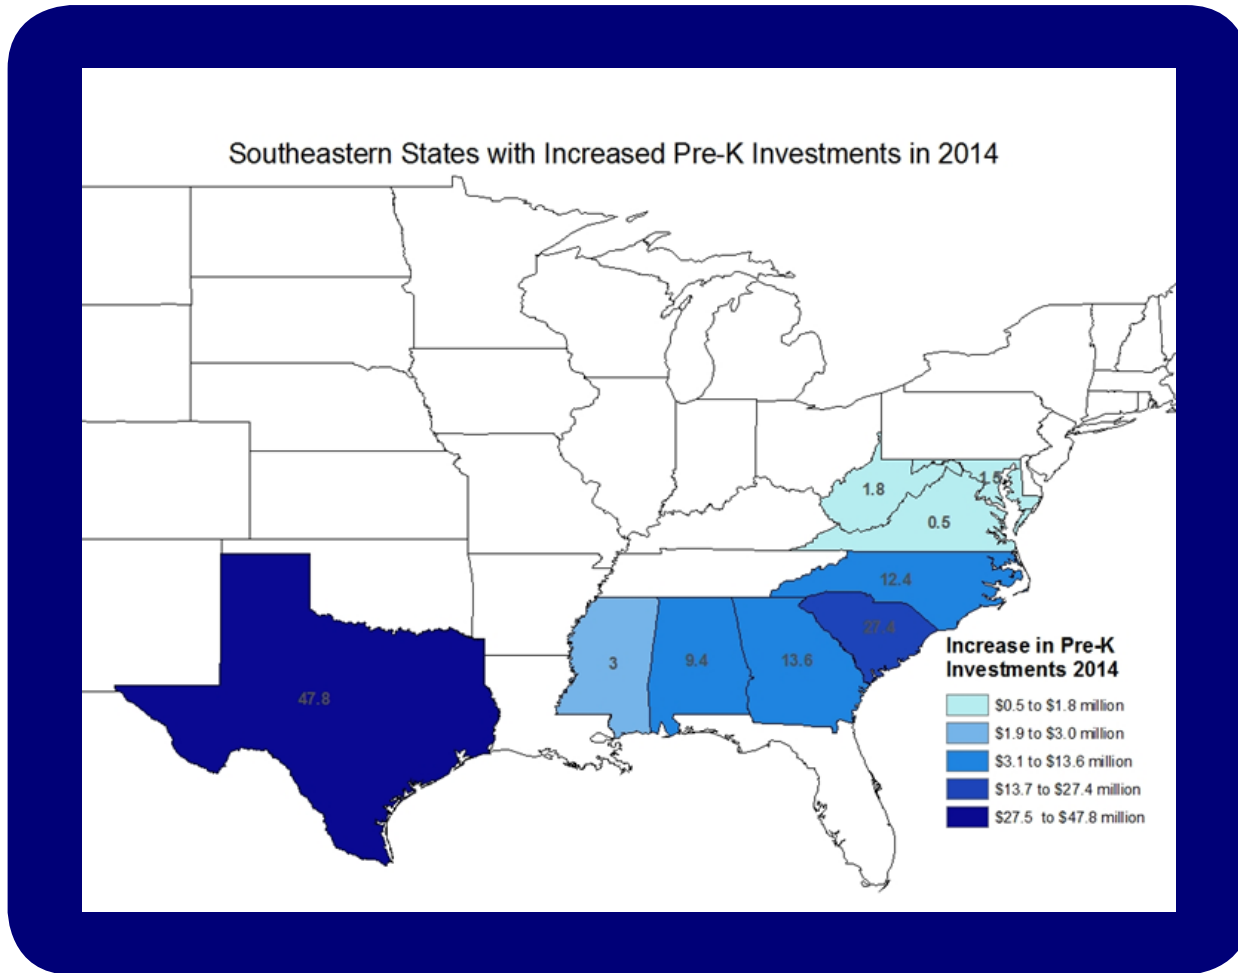 Southeastern States with Increased Pre-K Investments in 2014
1.8
1.5
0.5
12.4
27.4
3
9.4
13.6
47.8
Increase in Pre-K
Investments 2014
$0.5 to $1.8 million
$1.9 to $3.0 million
$3.1 to $13.6 million
$13.7 to $27.4 million
$27.5 to $47.8 million